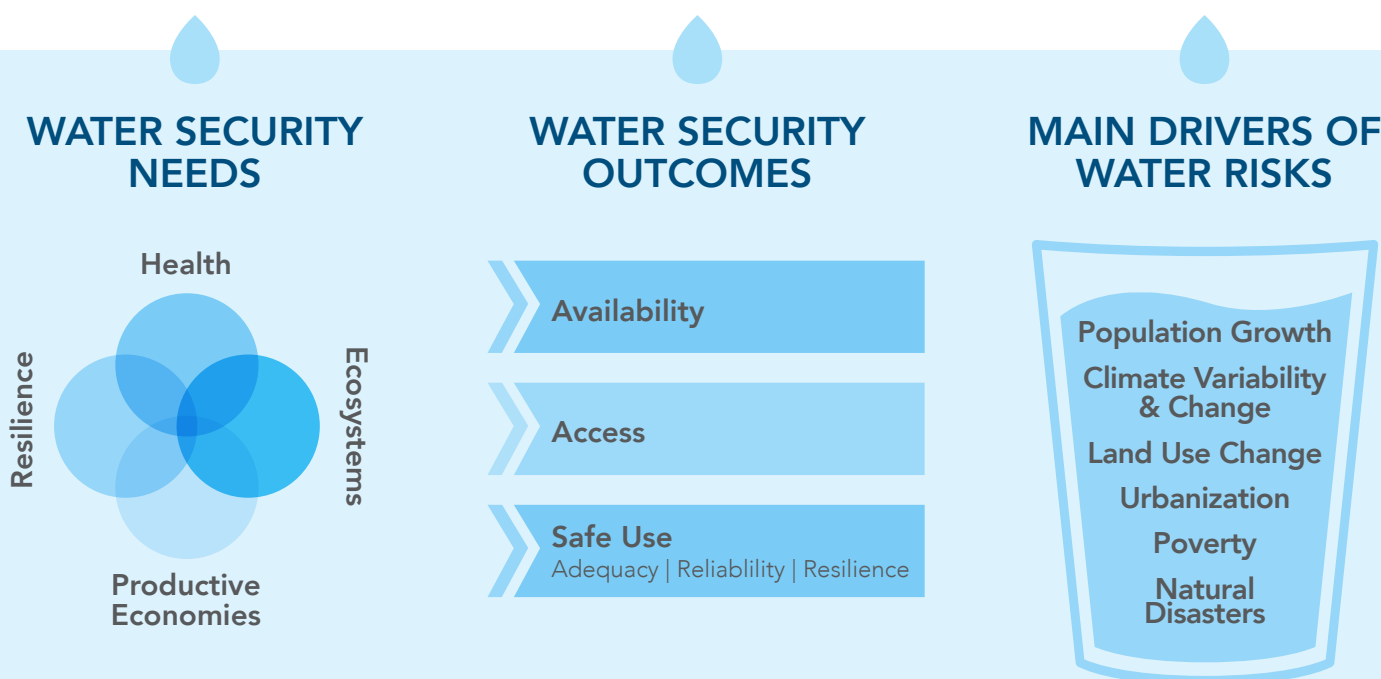 WATER SECURITY
NEEDS
Health
Resilience
Ecosystems
Productive
Economies
WATER SECURITY
OUTCOMES
Availability
Access
Safe Use
Adequacy | Reliablility | Resilience
MAIN DRIVERS OF
WATER RISKS
Population Growth
Climate Variability
& Change
Land Use Change
Urbanization
Poverty
Natural
Disasters